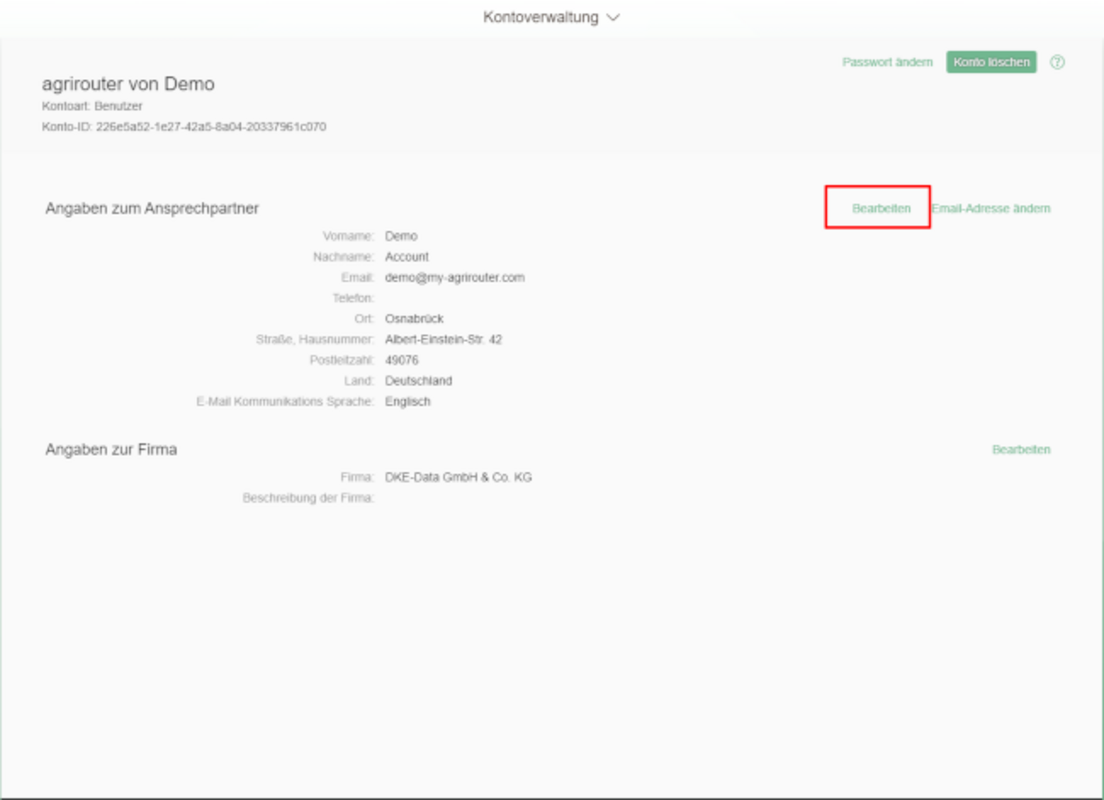 Kontoverwaltung
Passwort ändern Konto löschen ?
agrirouter von Demo
Kontoart: Benutzer
Konto-ID: 226e5a52-1e27-42a5-8a04-20337961c070
Angaben zum Ansprechpartner Bearbeiten Email-Adresse ändern
Vorname: Demo
Nachname: Account
Email: demo@my-agrirouter.com
Telefon:
Ort: Osnabrück
Straße, Hausnummer: Albert-Einstein-Str. 42
Postleitzahl: 49076
Land: Deutschland
E-Mail Kommunikations Sprache: Englisch
Angaben zur Firma Bearbeiten
Firma: DKE-Data GmbH & Co. KG
Beschreibung der Firma: